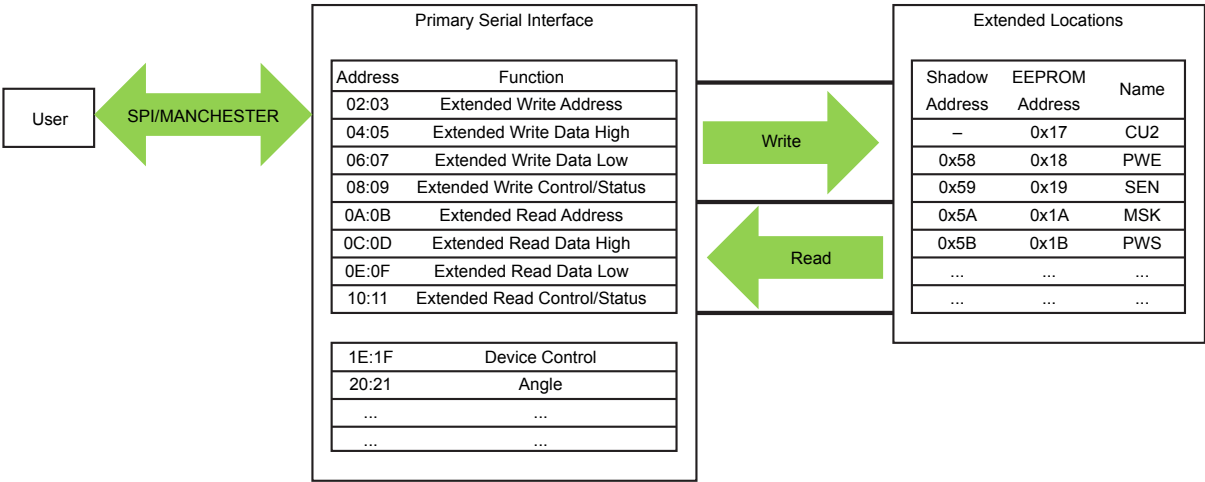 Primary Serial Interface
Extended Locations
User
SPI/MANCHESTER
Address Function
02:03 Extended Write Address
04:05 Extended Write Data High
06:07 Extended Write Data Low
08:09 Extended Write Control/Status
0A:0B Extended Read Address
0C:0D Extended Read Data High
0E:0F Extended Read Data Low
10:11 Extended Read Control/Status
1E:1F Device Control
20:21 Angle
... ...
... ...
Write
Read
Shadow EEPROM
Address Address Name
– 0x17 CU2
0x58 0x18 PWE
0x59 0x19 SEN
0x5A 0x1A MSK
0x5B 0x1B PWS
... ... ...
... ... ...